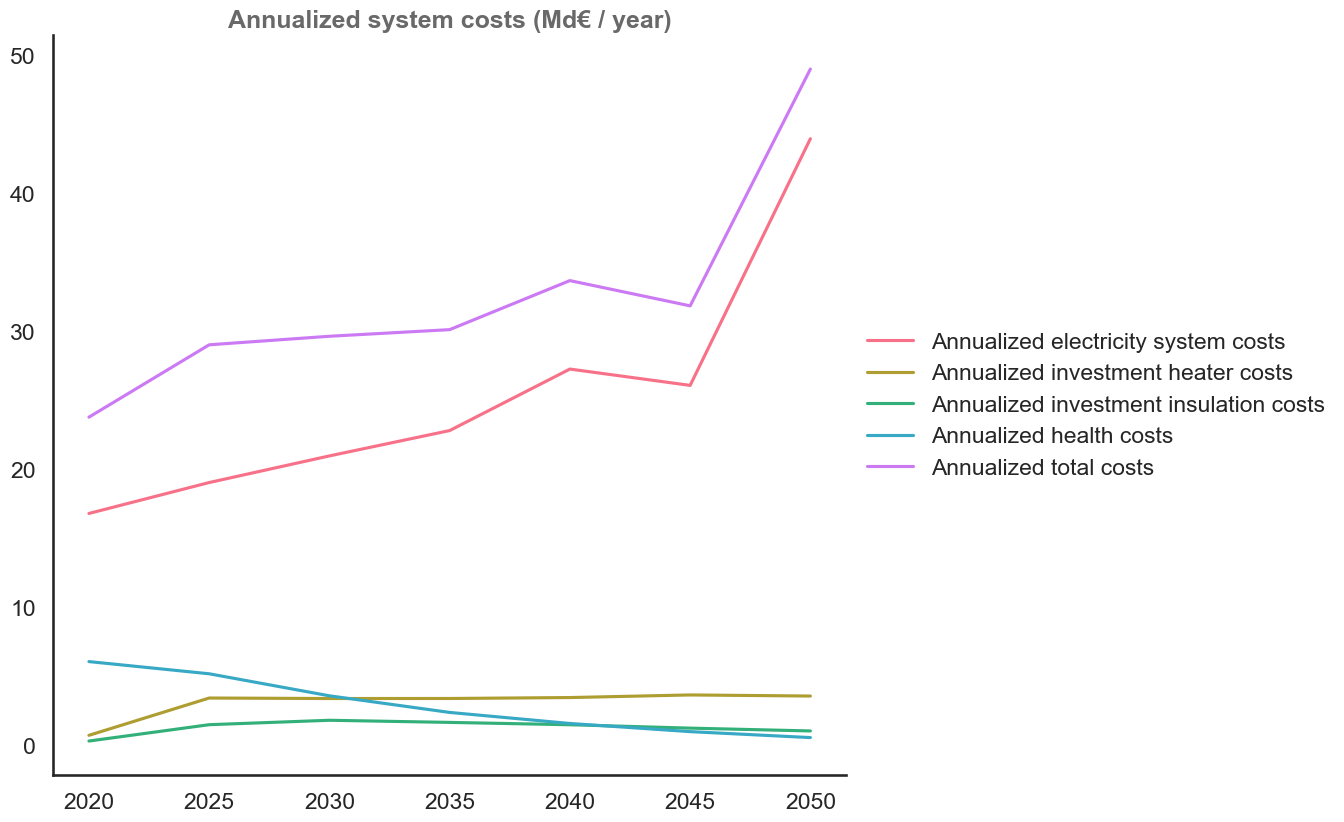 Annualized system costs (Md€ / year)
50
40
30
20
10
0
2020 2025 2030 2035 2040 2045 2050
Annualized electricity system costs
Annualized investment heater costs
Annualized investment insulation costs
Annualized health costs
Annualized total costs